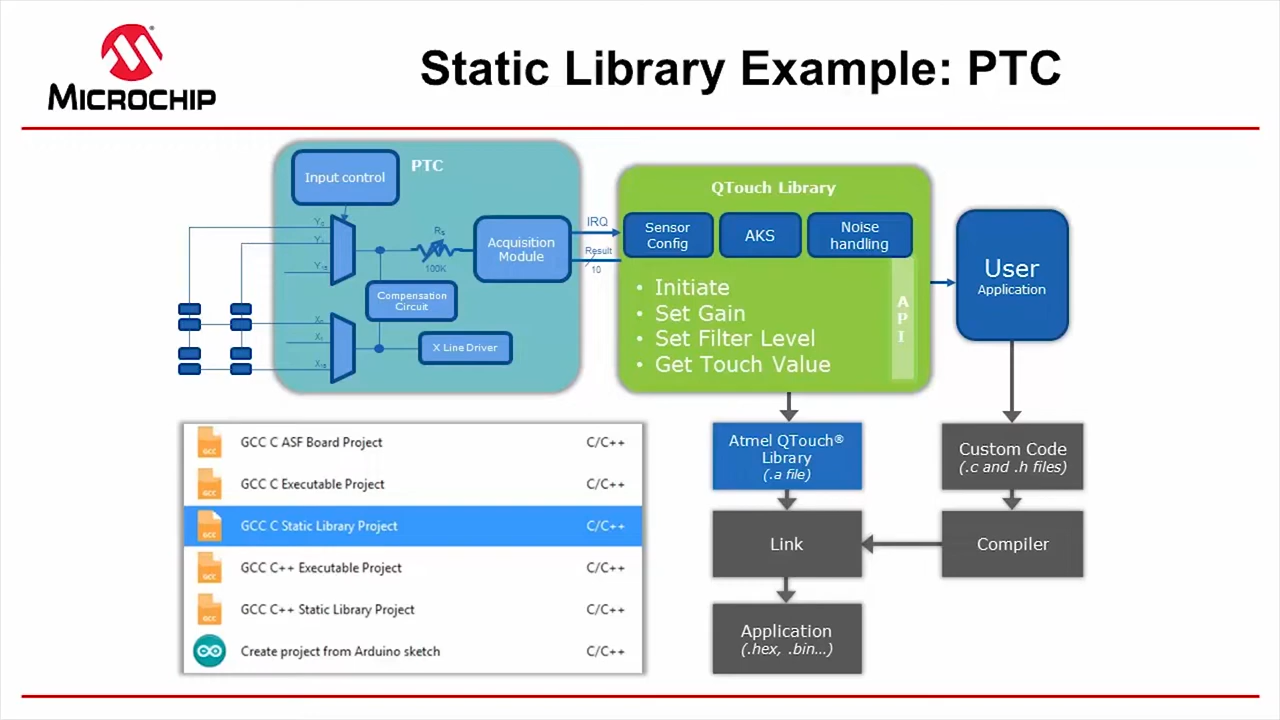 MICROCHIP
Static Library Example: PTC
PTC
Input control
Acquisition
Module
100K
Compensation
Circuit
X Line Driver
IRQ
Result
10
QTouch Library
Sensor
Config
AKS
Noise
handling
• Initiate
• Set Gain
• Set Filter Level
• Get Touch Value
A
P
I
User
Application
GCC C ASF Board Project C/C++
GCC C Executable Project C/C++
GCC C Static Library Project C/C++
GCC C++ Executable Project C/C++
GCC C++ Static Library Project C/C++
Create project from Arduino sketch C/C++
Atmel QTouch®
Library
(.a file)
Custom Code
(.c and .h files)
Link
Compiler
Application
(.hex, .bin...)